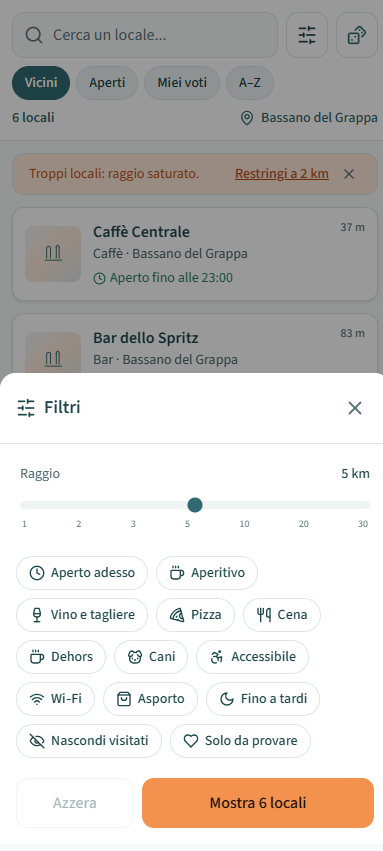 Cerca un locale...
Vicini Aperti Miei voti A–Z
6 locali Bassano del Grappa
Troppi locali: raggio saturato. Restringi a 2 km
Caffè Centrale 37 m
Caffè · Bassano del Grappa
Aperto fino alle 23:00
Bar dello Spritz 83 m
Bar · Bassano del Grappa
Filtri
Raggio 5 km
1 2 3 5 10 20 30
Aperto adesso Aperitivo
Vino e tagliere Pizza Cena
Dehors Cani Accessibile
Wi-Fi Asporto Fino a tardi
Nascondi visitati Solo da provare
Azzera Mostra 6 locali